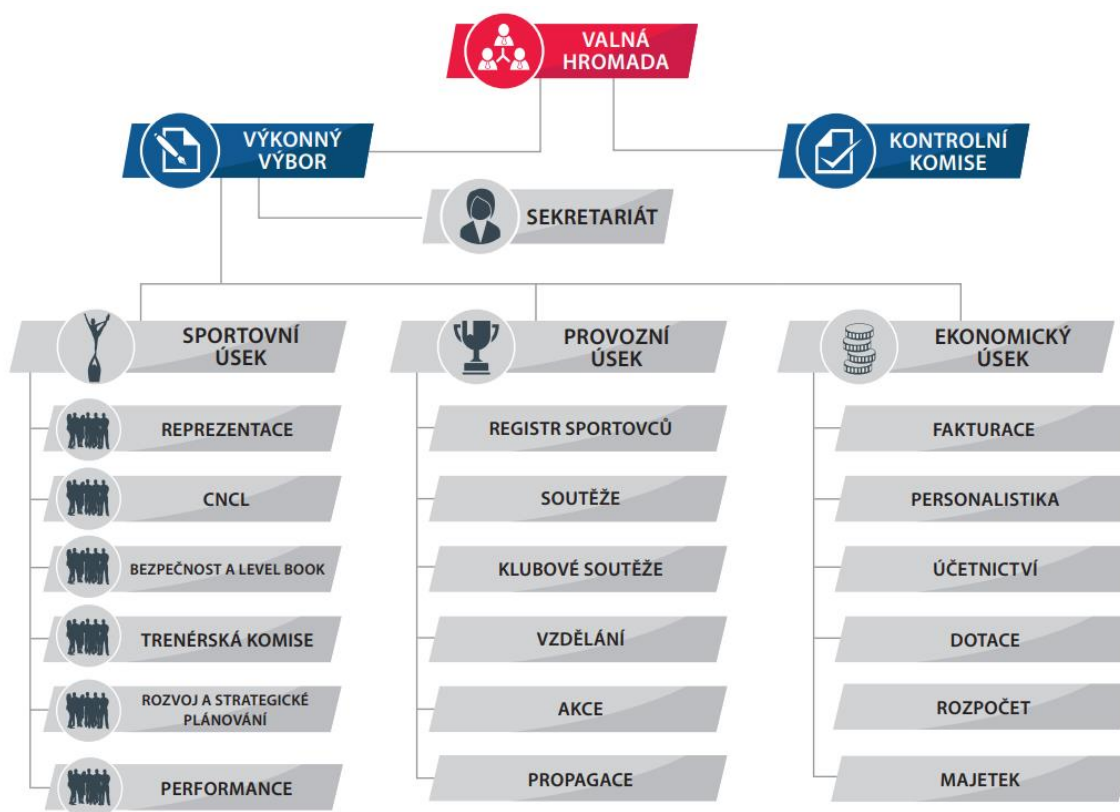 VALNÁ
HROMADA
VÝKONNÝ
VÝBOR
KONTROLNÍ
KOMISE
SEKRETARIÁT
SPORTOVNÍ
ÚSEK
REPREZENTACE
CNCL
BEZPEČNOST A LEVEL BOOK
TRENÉRSKÁ KOMISE
ROZVOJ A STRATEGICKÉ
PLÁNOVÁNÍ
PERFORMANCE
PROVOZNÍ
ÚSEK
REGISTR SPORTOVCŮ
SOUTĚŽE
KLUBOVÉ SOUTĚŽE
VZDĚLÁNÍ
AKCE
PROPAGACE
EKONOMICKÝ
ÚSEK
FAKTURACE
PERSONALISTIKA
ÚČETNICTVÍ
DOTACE
ROZPOČET
MAJETEK